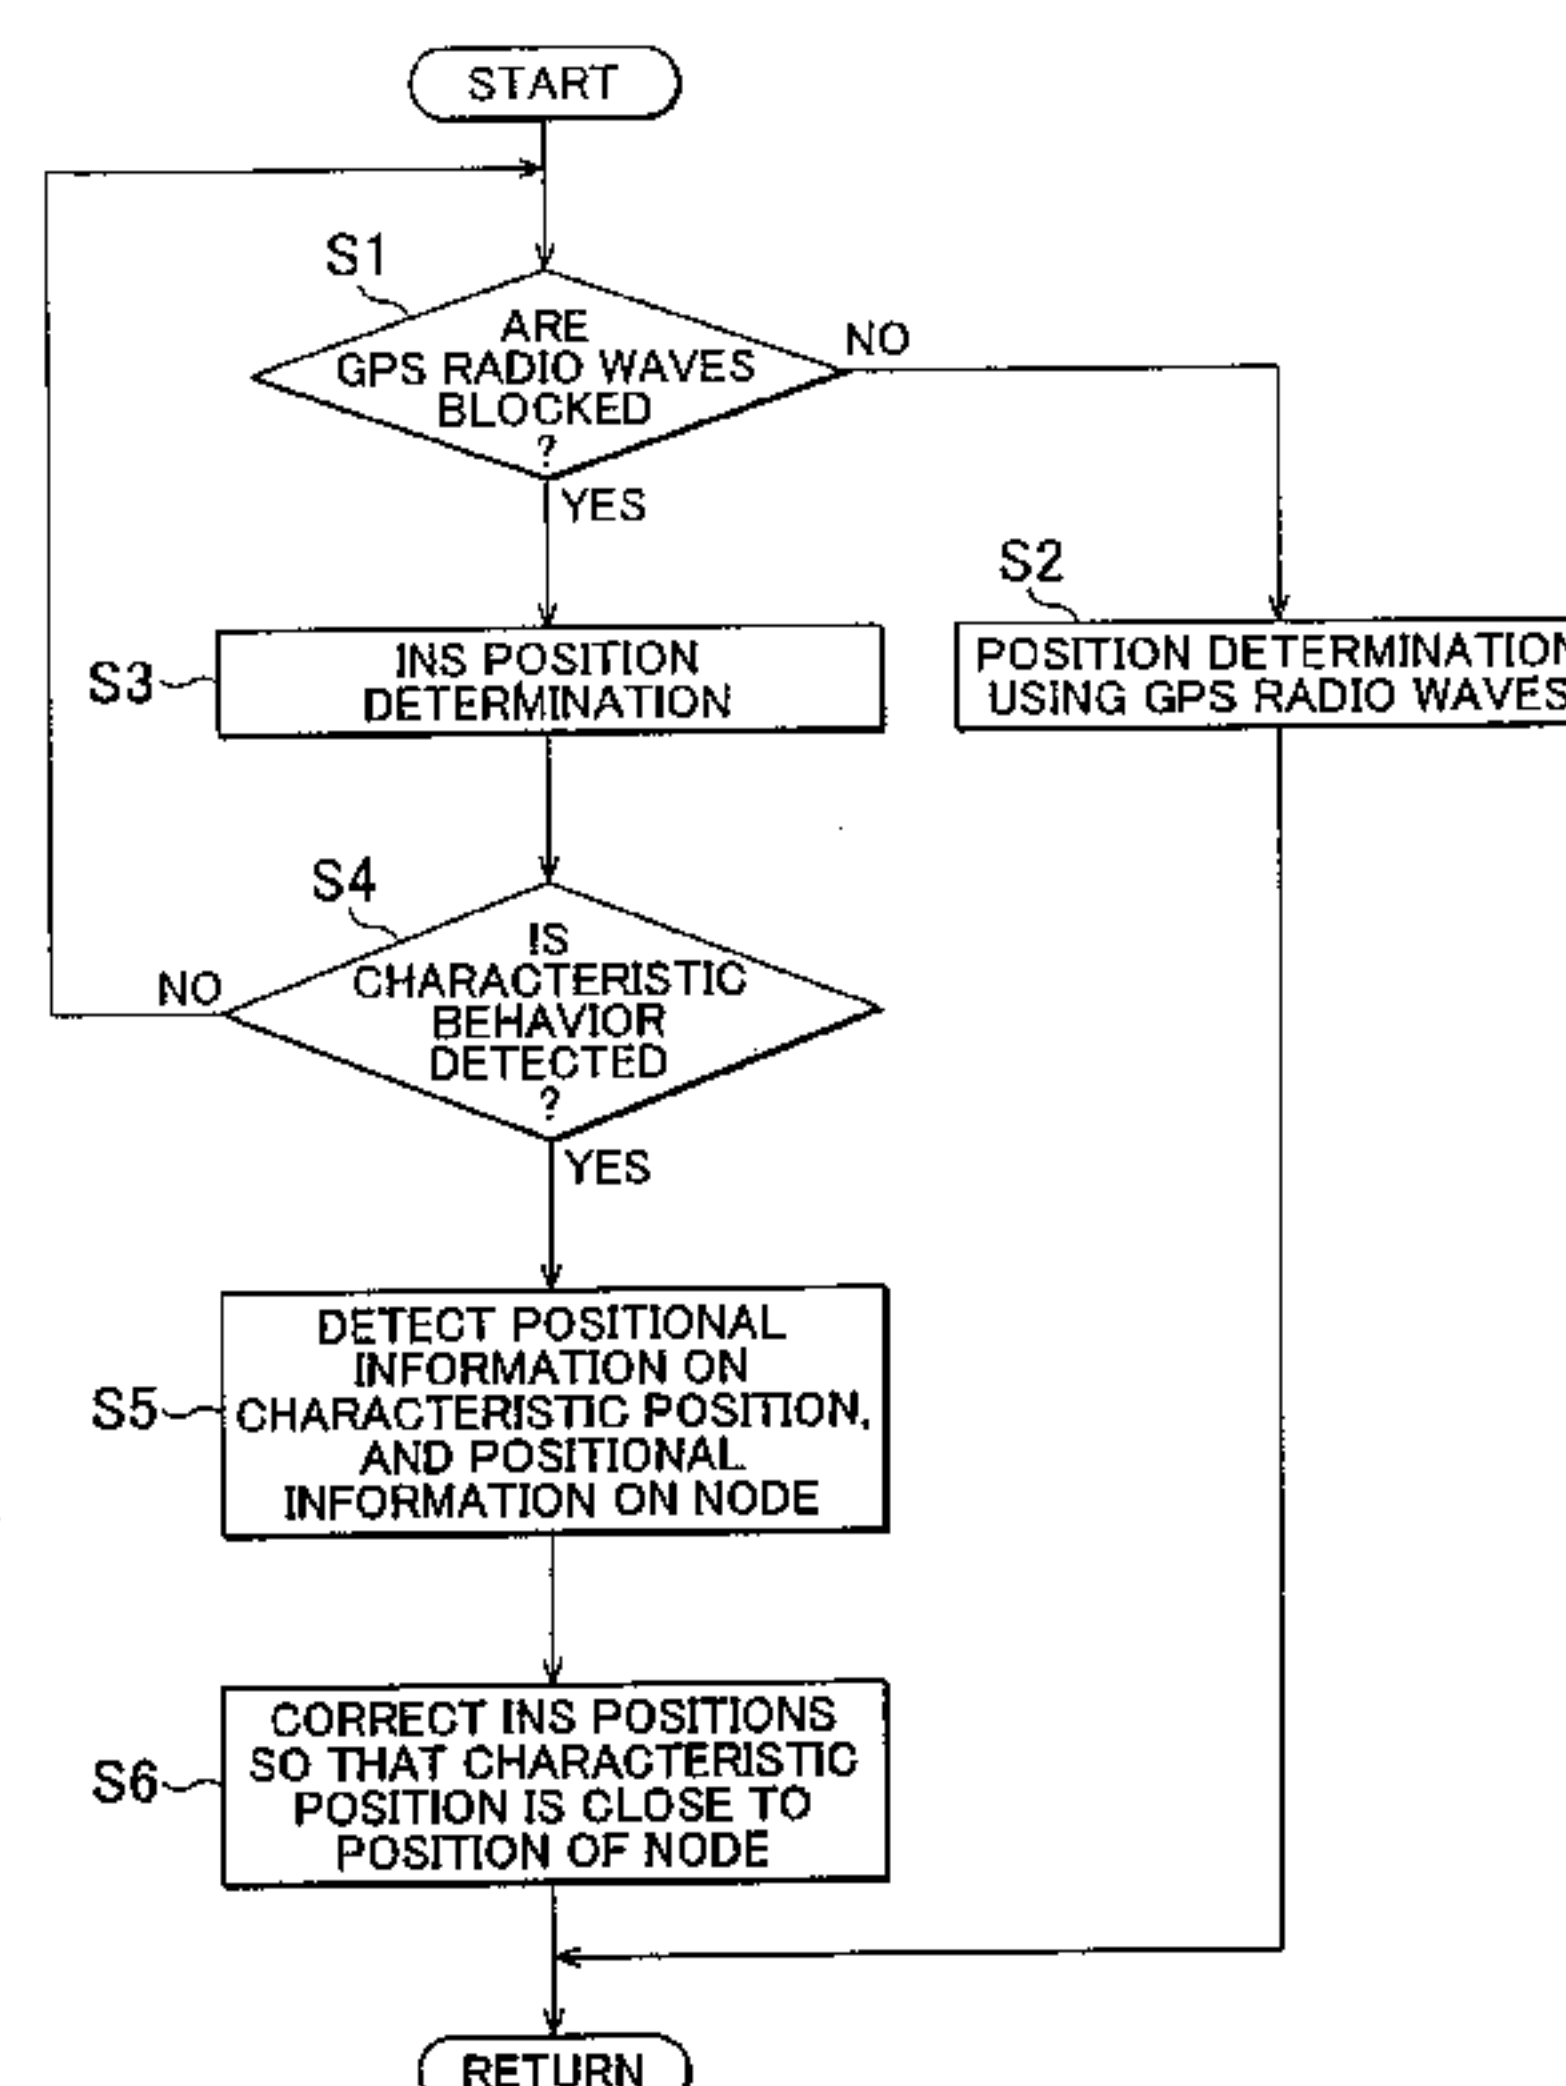 START
S1
ARE
GPS RADIO WAVES
BLOCKED
?
NO
YES
S2
POSITION DETERMINATION
USING GPS RADIO WAVES
S3
INS POSITION
DETERMINATION
S4
IS
CHARACTERISTIC
BEHAVIOR
DETECTED
?
NO
YES
S5
DETECT POSITIONAL
INFORMATION ON
CHARACTERISTIC POSITION,
AND POSITIONAL
INFORMATION ON NODE
S6
CORRECT INS POSITIONS
SO THAT CHARACTERISTIC
POSITION IS CLOSE TO
POSITION OF NODE
RETURN